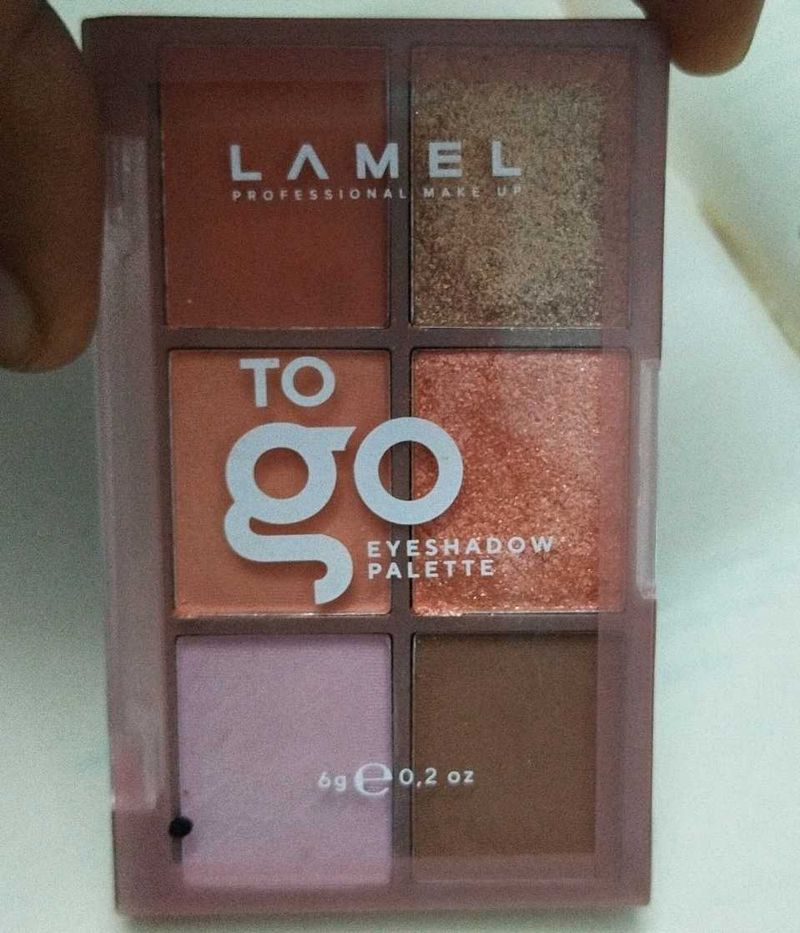 LAMEL
PROFESSIONAL MAKE UP
TO
go
EYESHADOW
PALETTE
6g ℮ 0,2 oz